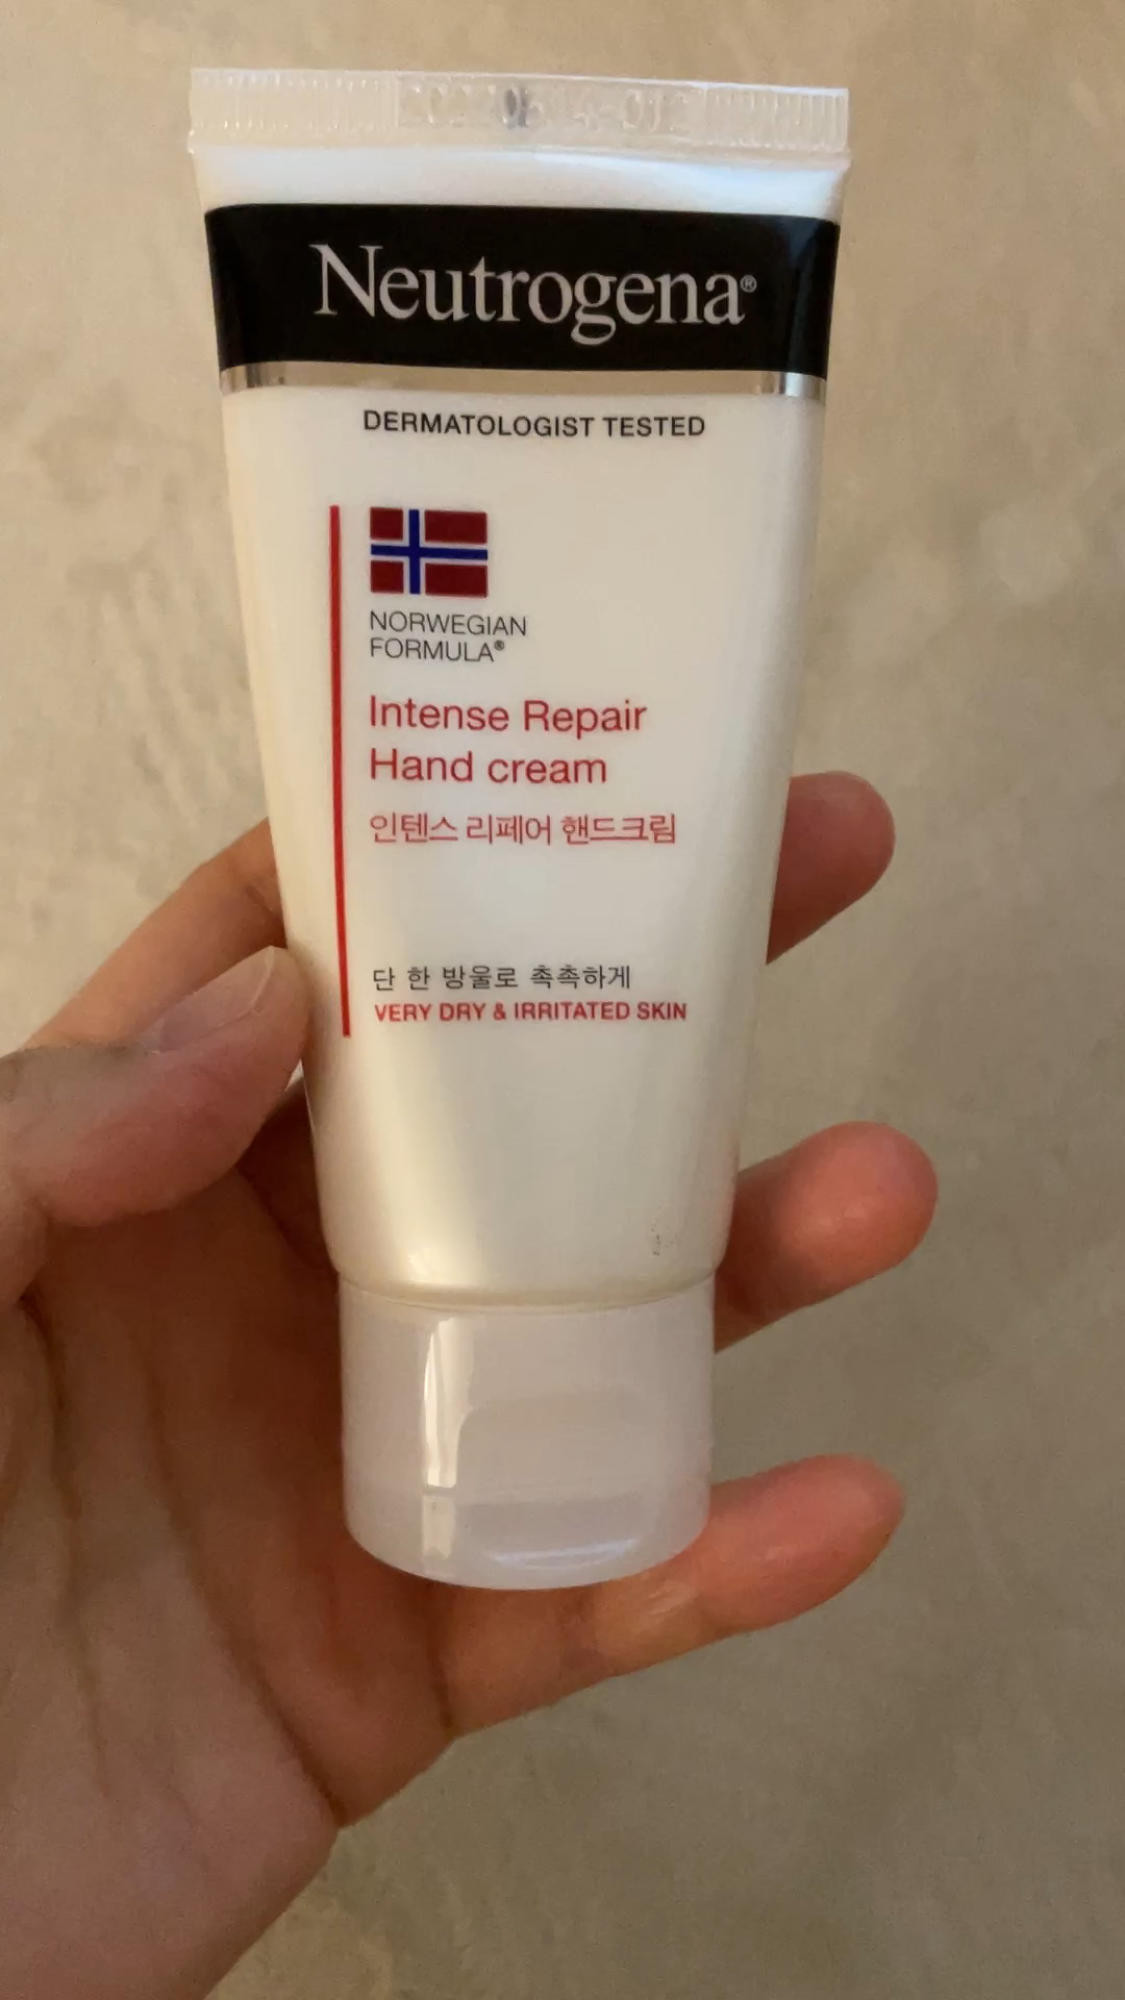 Neutrogena®
DERMATOLOGIST TESTED
NORWEGIAN
FORMULA®
Intense Repair
Hand cream
인텐스 리페어 핸드크림
단 한 방울로 촉촉하게
VERY DRY & IRRITATED SKIN